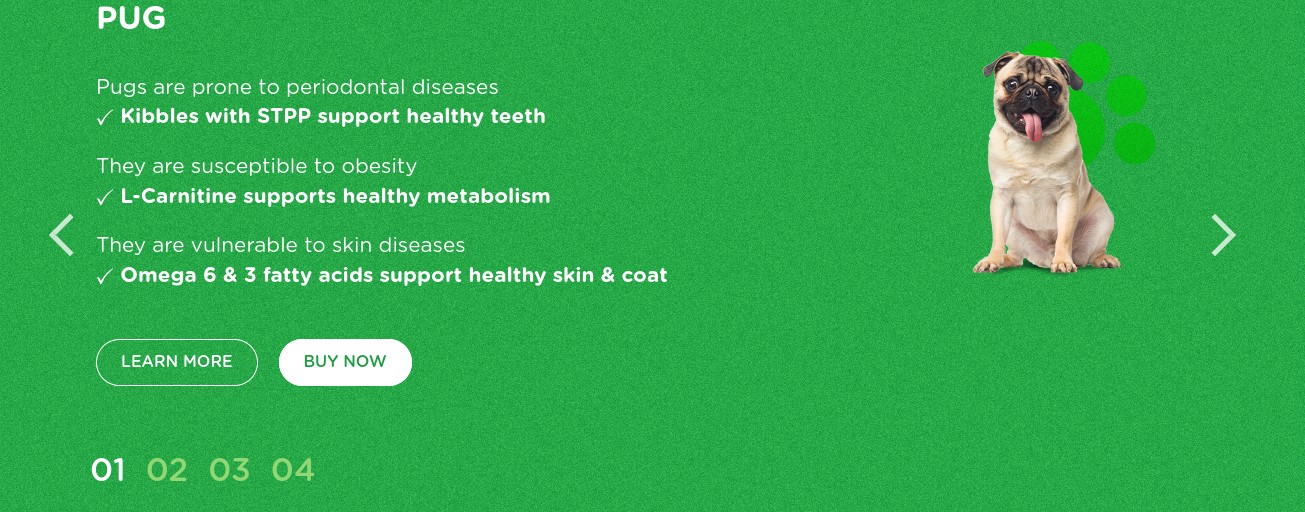 PUG
Pugs are prone to periodontal diseases
✓ Kibbles with STPP support healthy teeth
They are susceptible to obesity
✓ L-Carnitine supports healthy metabolism
They are vulnerable to skin diseases
✓ Omega 6 & 3 fatty acids support healthy skin & coat
LEARN MORE BUY NOW
01 02 03 04